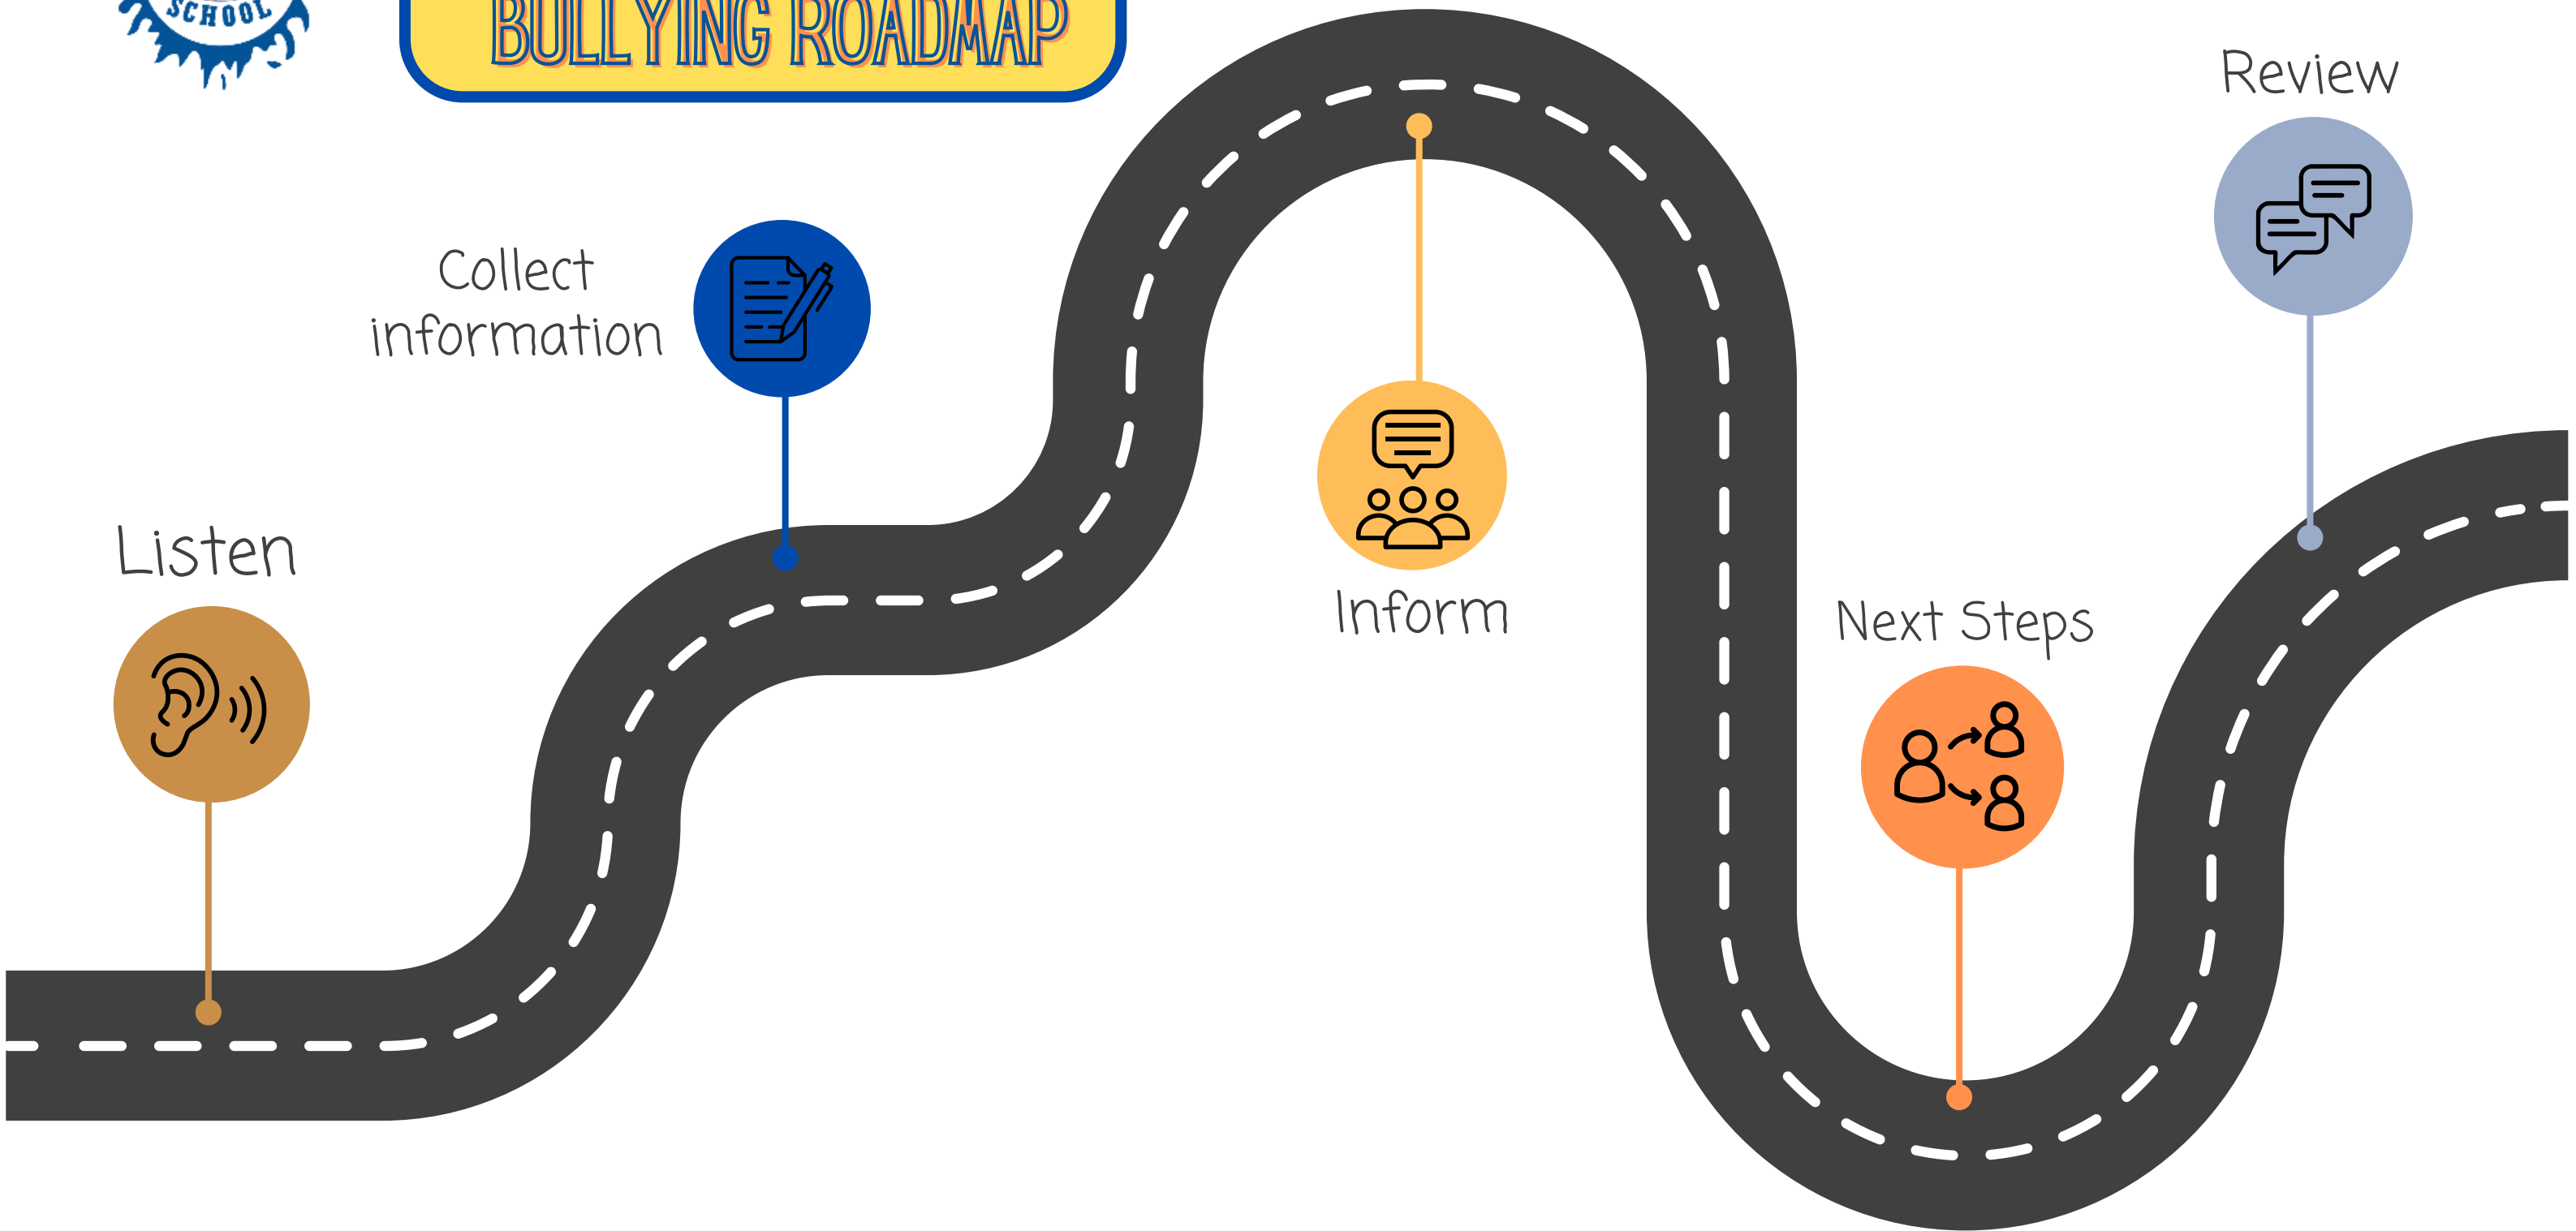 SCHOOL
BULLYING ROADMAP
Review
Collect
information
Listen
Inform
Next Steps